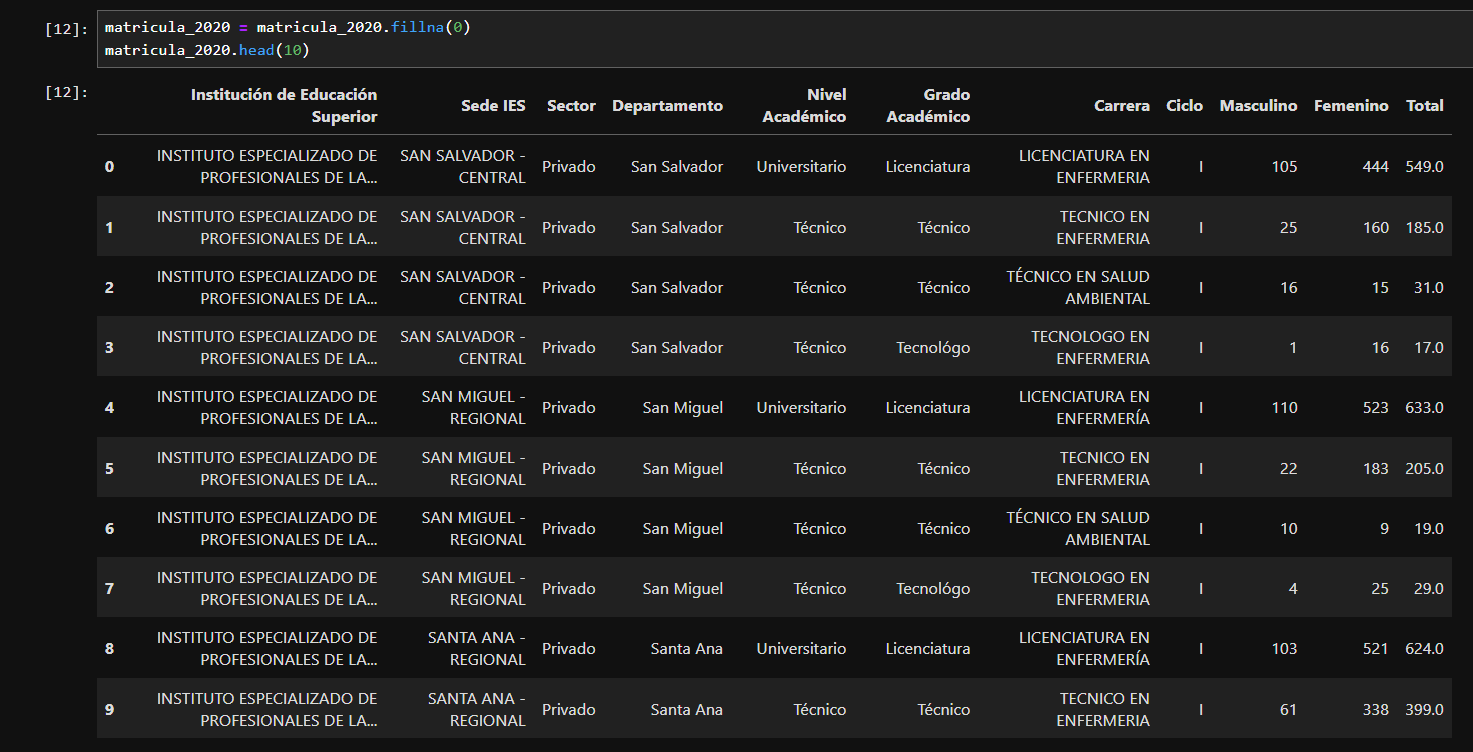 [12]: matricula_2020 = matricula_2020.fillna(0)
matricula_2020.head(10)
[12]:
Institución de Educación Superior Sede IES Sector Departamento Nivel Académico Grado Académico Carrera Ciclo Masculino Femenino Total
0 INSTITUTO ESPECIALIZADO DE PROFESIONALES DE LA... SAN SALVADOR - CENTRAL Privado San Salvador Universitario Licenciatura LICENCIATURA EN ENFERMERIA I 105 444 549.0
1 INSTITUTO ESPECIALIZADO DE PROFESIONALES DE LA... SAN SALVADOR - CENTRAL Privado San Salvador Técnico Técnico TECNICO EN ENFERMERIA I 25 160 185.0
2 INSTITUTO ESPECIALIZADO DE PROFESIONALES DE LA... SAN SALVADOR - CENTRAL Privado San Salvador Técnico Técnico TÉCNICO EN SALUD AMBIENTAL I 16 15 31.0
3 INSTITUTO ESPECIALIZADO DE PROFESIONALES DE LA... SAN SALVADOR - CENTRAL Privado San Salvador Técnico Tecnológo TECNOLOGO EN ENFERMERIA I 1 16 17.0
4 INSTITUTO ESPECIALIZADO DE PROFESIONALES DE LA... SAN MIGUEL - REGIONAL Privado San Miguel Universitario Licenciatura LICENCIATURA EN ENFERMERÍA I 110 523 633.0
5 INSTITUTO ESPECIALIZADO DE PROFESIONALES DE LA... SAN MIGUEL - REGIONAL Privado San Miguel Técnico Técnico TECNICO EN ENFERMERIA I 22 183 205.0
6 INSTITUTO ESPECIALIZADO DE PROFESIONALES DE LA... SAN MIGUEL - REGIONAL Privado San Miguel Técnico Técnico TÉCNICO EN SALUD AMBIENTAL I 10 9 19.0
7 INSTITUTO ESPECIALIZADO DE PROFESIONALES DE LA... SAN MIGUEL - REGIONAL Privado San Miguel Técnico Tecnológo TECNOLOGO EN ENFERMERIA I 4 25 29.0
8 INSTITUTO ESPECIALIZADO DE PROFESIONALES DE LA... SANTA ANA - REGIONAL Privado Santa Ana Universitario Licenciatura LICENCIATURA EN ENFERMERÍA I 103 521 624.0
9 INSTITUTO ESPECIALIZADO DE PROFESIONALES DE LA... SANTA ANA - REGIONAL Privado Santa Ana Técnico Técnico TECNICO EN ENFERMERIA I 61 338 399.0